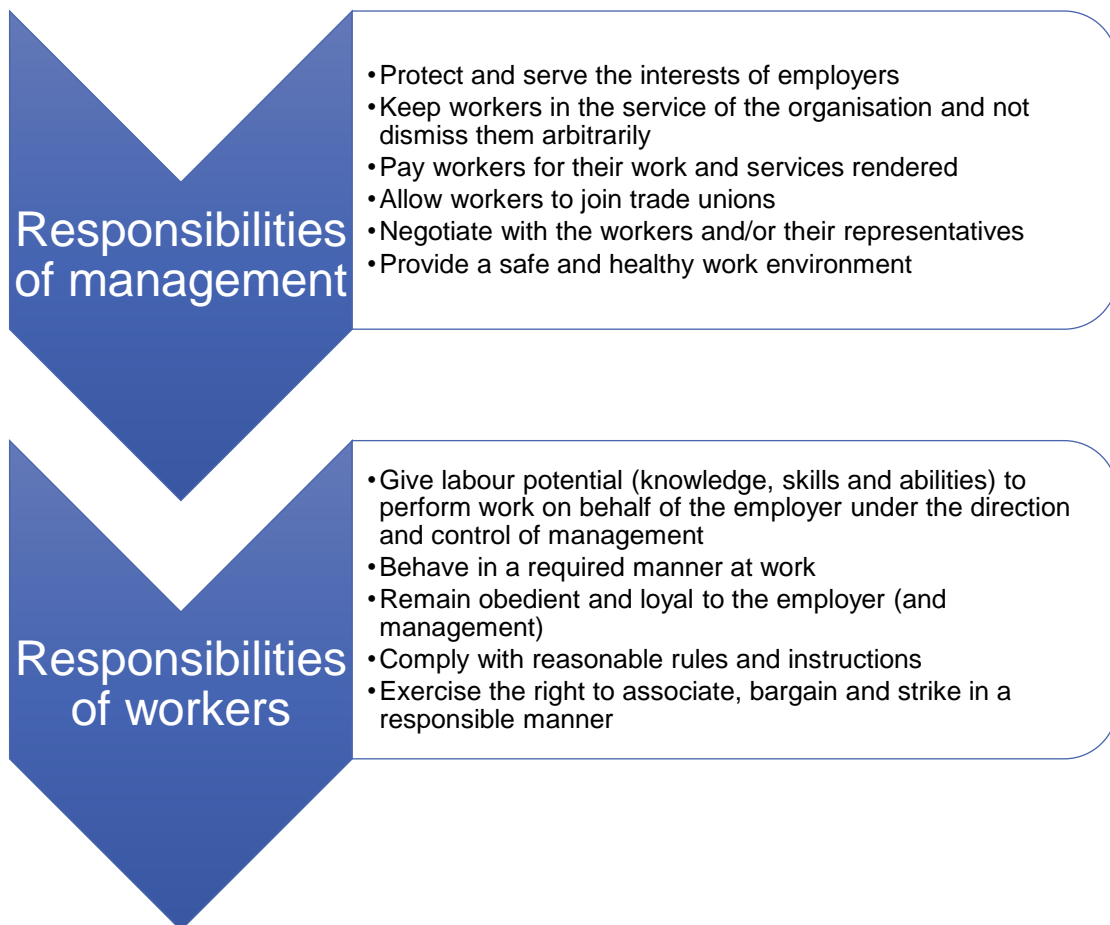 Responsibilities
of management
•Protect and serve the interests of employers
•Keep workers in the service of the organisation and not
dismiss them arbitrarily
•Pay workers for their work and services rendered
•Allow workers to join trade unions
•Negotiate with the workers and/or their representatives
•Provide a safe and healthy work environment
Responsibilities
of workers
•Give labour potential (knowledge, skills and abilities) to
perform work on behalf of the employer under the direction
and control of management
•Behave in a required manner at work
•Remain obedient and loyal to the employer (and
management)
•Comply with reasonable rules and instructions
•Exercise the right to associate, bargain and strike in a
responsible manner